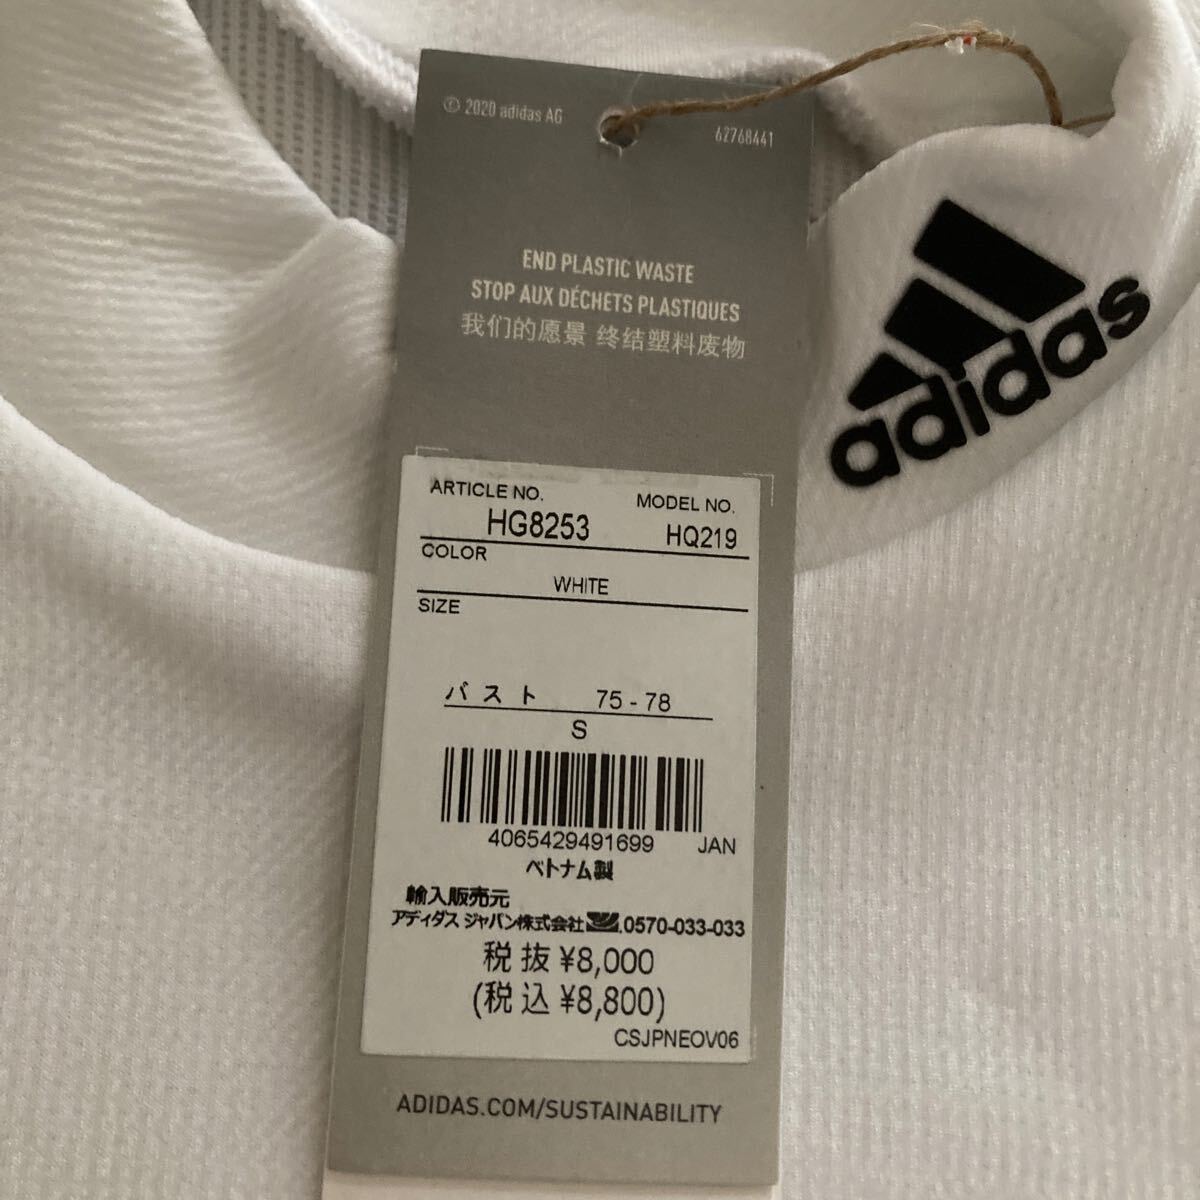 © 2020 adidas AG
62768441
END PLASTIC WASTE
STOP AUX DÉCHETS PLASTIQUES
我们的愿景 终结塑料废物
adidas
ARTICLE NO. MODEL NO.
HG8253 HQ219
COLOR
WHITE
SIZE
バスト 75-78
S
4065429491699 JAN
ベトナム製
輸入販売元
アディダス ジャパン株式会社 0570-033-033
税抜 ¥8,000
(税込 ¥8,800)
CSJPNEOV06
ADIDAS.COM/SUSTAINABILITY